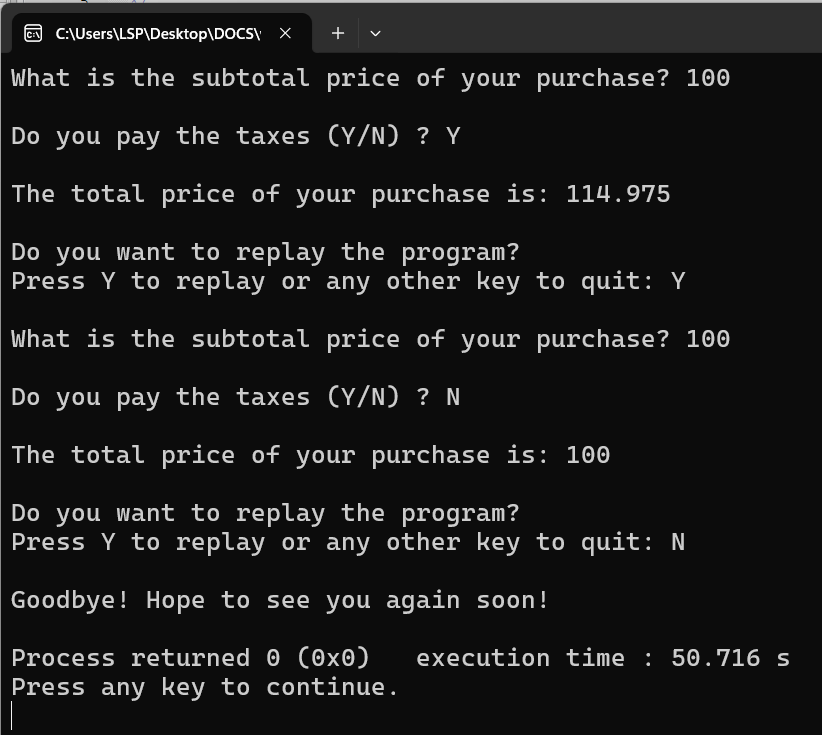 C:\Users\LSP\Desktop\DOCS\
What is the subtotal price of your purchase? 100
Do you pay the taxes (Y/N) ? Y
The total price of your purchase is: 114.975
Do you want to replay the program?
Press Y to replay or any other key to quit: Y
What is the subtotal price of your purchase? 100
Do you pay the taxes (Y/N) ? N
The total price of your purchase is: 100
Do you want to replay the program?
Press Y to replay or any other key to quit: N
Goodbye! Hope to see you again soon!
Process returned 0 (0x0)   execution time : 50.716 s
Press any key to continue.